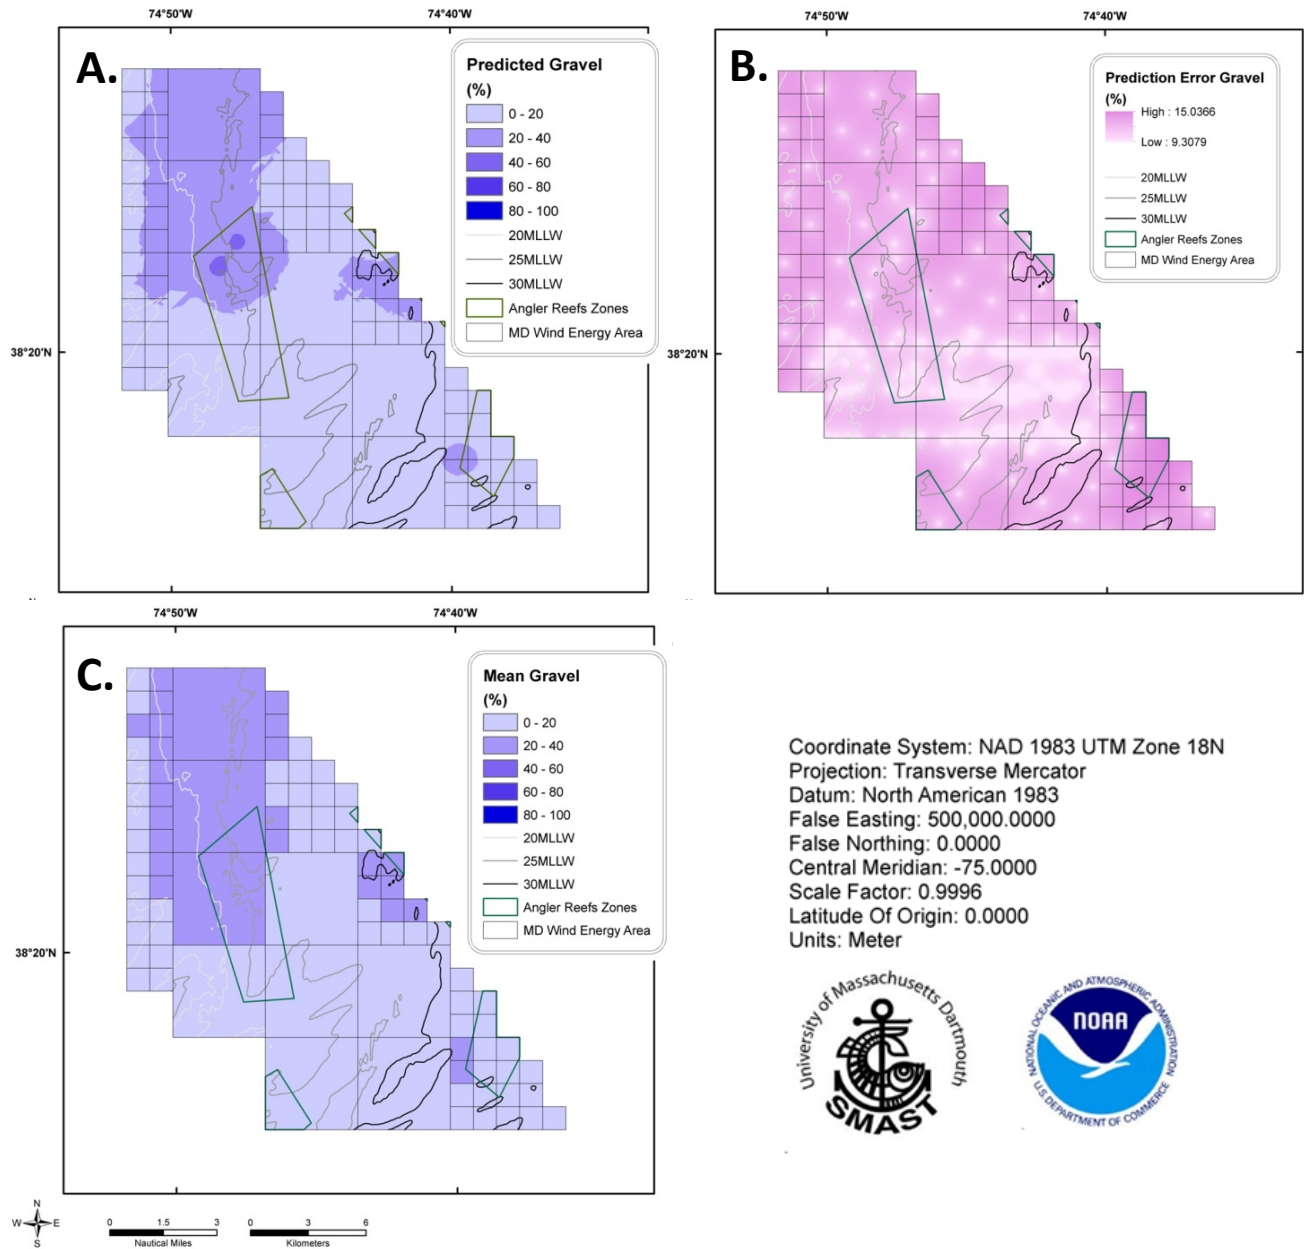 74°50'W
74°40'W
A.
Predicted Gravel
(%)
0 - 20
20 - 40
40 - 60
60 - 80
80 - 100
20MLLW
25MLLW
30MLLW
Angler Reefs Zones
MD Wind Energy Area
38°20'N
74°50'W
74°40'W
B.
Prediction Error Gravel
(%)
High : 15.0366
Low : 9.3079
20MLLW
25MLLW
30MLLW
Angler Reefs Zones
MD Wind Energy Area
38°20'N
74°50'W
74°40'W
C.
Mean Gravel
(%)
0 - 20
20 - 40
40 - 60
60 - 80
80 - 100
20MLLW
25MLLW
30MLLW
Angler Reefs Zones
MD Wind Energy Area
38°20'N
N
W E
S
0 1.5 3
Nautical Miles
0 3 6
Kilometers
Coordinate System: NAD 1983 UTM Zone 18N
Projection: Transverse Mercator
Datum: North American 1983
False Easting: 500,000.0000
False Northing: 0.0000
Central Meridian: -75.0000
Scale Factor: 0.9996
Latitude Of Origin: 0.0000
Units: Meter
University of Massachusetts Dartmouth
SMAST
NATIONAL OCEANIC AND ATMOSPHERIC ADMINISTRATION
NOAA
U.S. DEPARTMENT OF COMMERCE